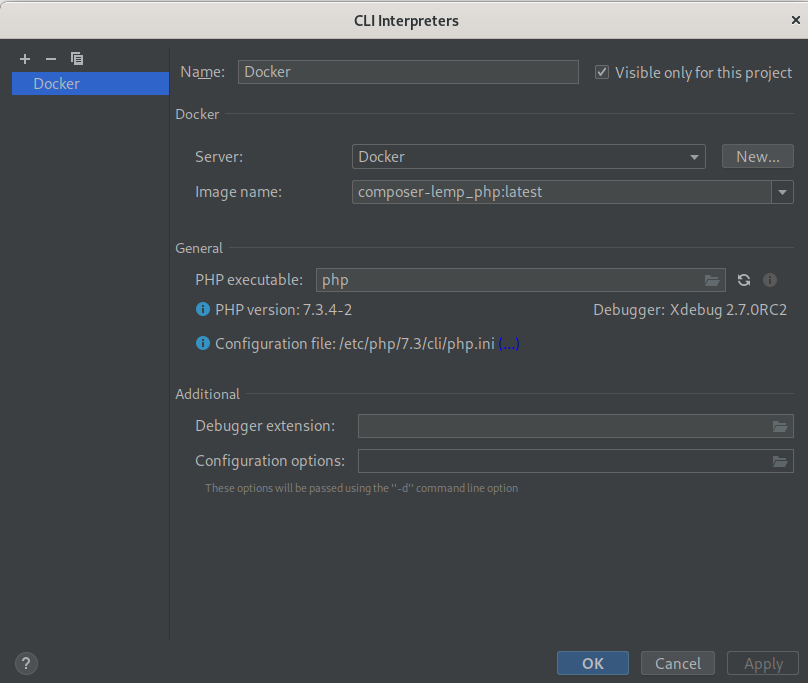 CLI Interpreters
Docker
Name: Docker Visible only for this project
Docker
Server: Docker New...
Image name: composer-lemp_php:latest
General
PHP executable: php
PHP version: 7.3.4-2 Debugger: Xdebug 2.7.0RC2
Configuration file: /etc/php/7.3/cli/php.ini (...)
Additional
Debugger extension:
Configuration options:
These options will be passed using the "-d" command line option
? OK Cancel Apply